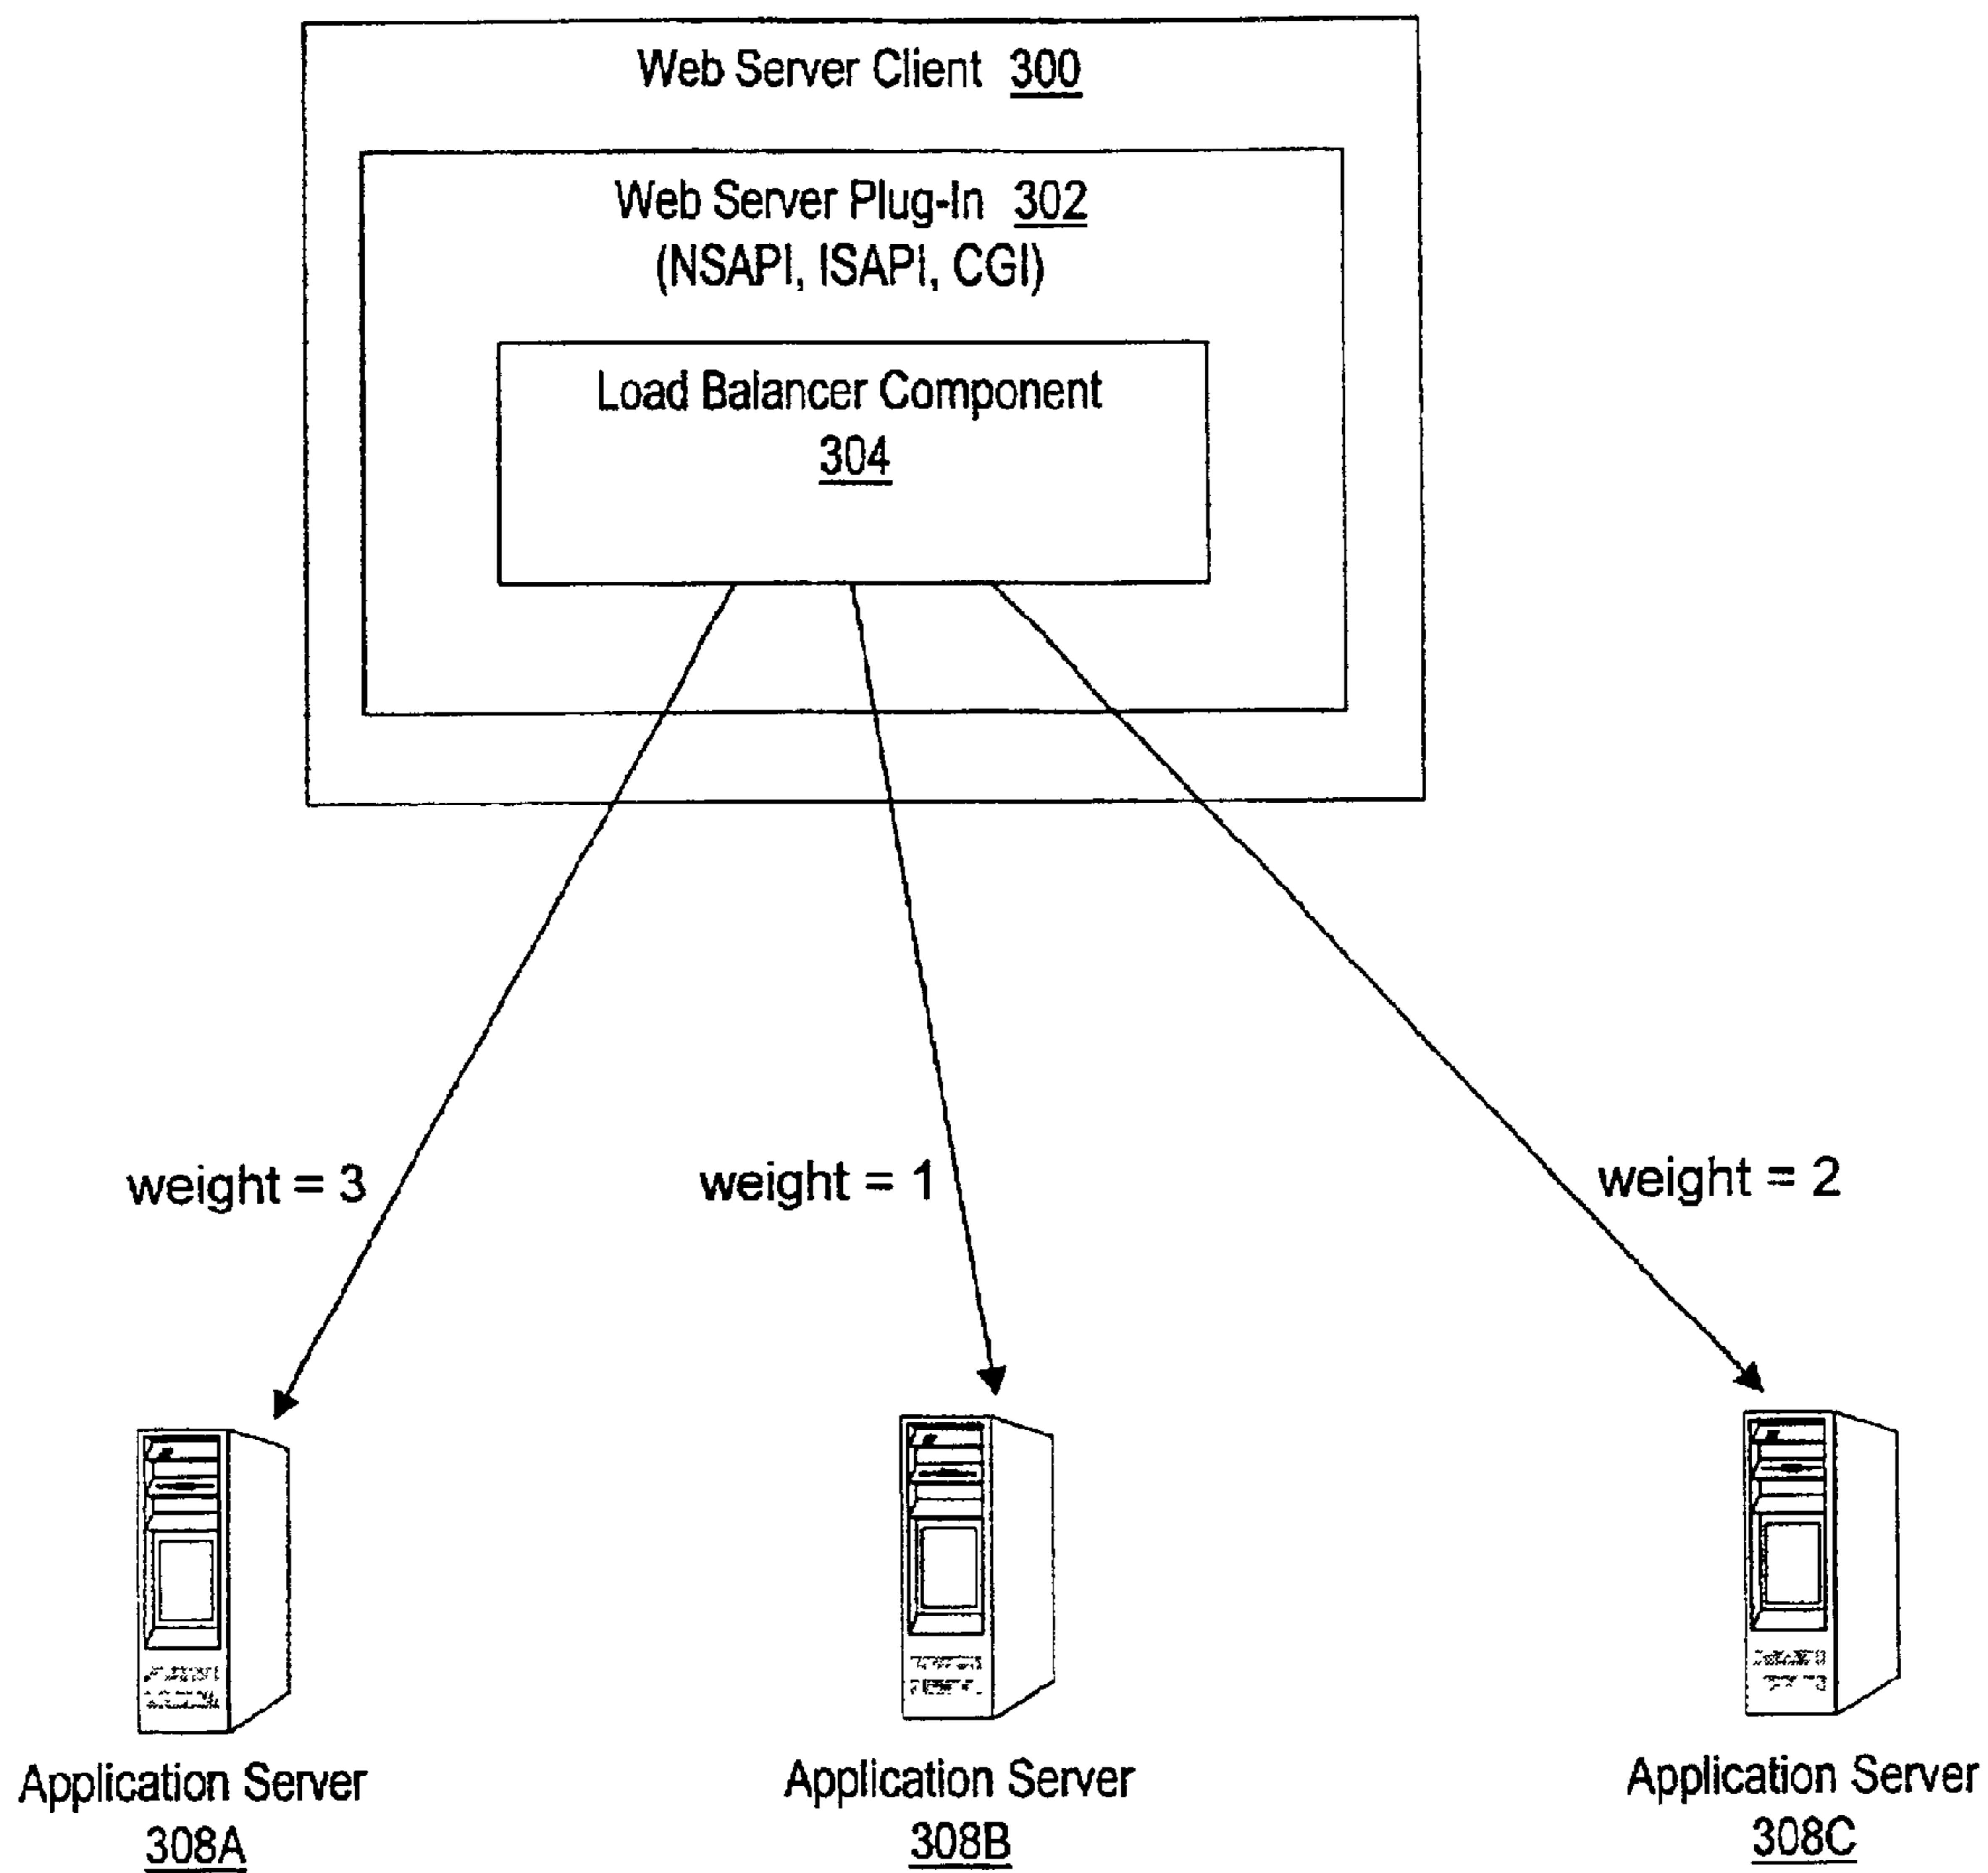 Web Server Client 300
Web Server Plug-In 302
(NSAPI, ISAPI, CGI)
Load Balancer Component
304
weight = 3
weight = 1
weight = 2
Application Server
308A
Application Server
308B
Application Server
308C